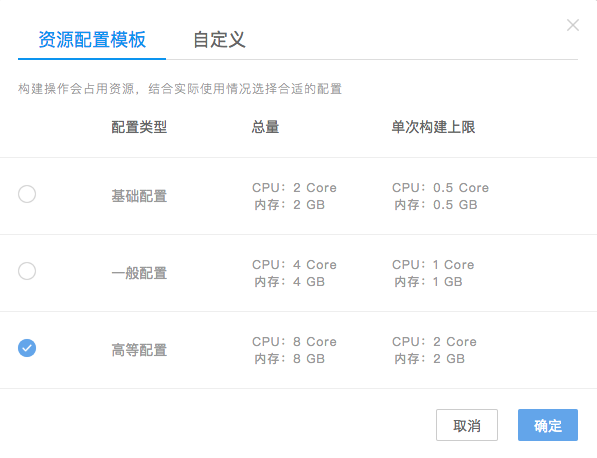 资源配置模板 自定义
构建操作会占用资源，结合实际使用情况选择合适的配置
配置类型 总量 单次构建上限
基础配置 CPU：2 Core CPU：0.5 Core
内存：2 GB 内存：0.5 GB
一般配置 CPU：4 Core CPU：1 Core
内存：4 GB 内存：1 GB
高等配置 CPU：8 Core CPU：2 Core
内存：8 GB 内存：2 GB
取消 确定